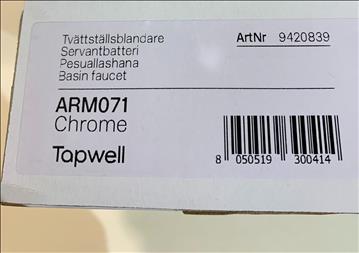 Tvättställsblandare
Servantbatteri
Pesuallashana
Basin faucet
ArtNr 9420839
ARM071
Chrome
Tapwell
8 050519 300414